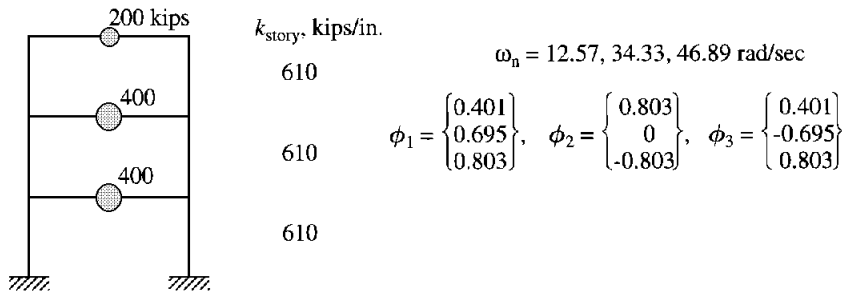 200 kips
400
400
k_story, kips/in.
610
610
610
ω_n = 12.57, 34.33, 46.89 rad/sec
ϕ_1 = {0.401 0.695 0.803}, ϕ_2 = {0.803 0 -0.803}, ϕ_3 = {0.401 -0.695 0.803}